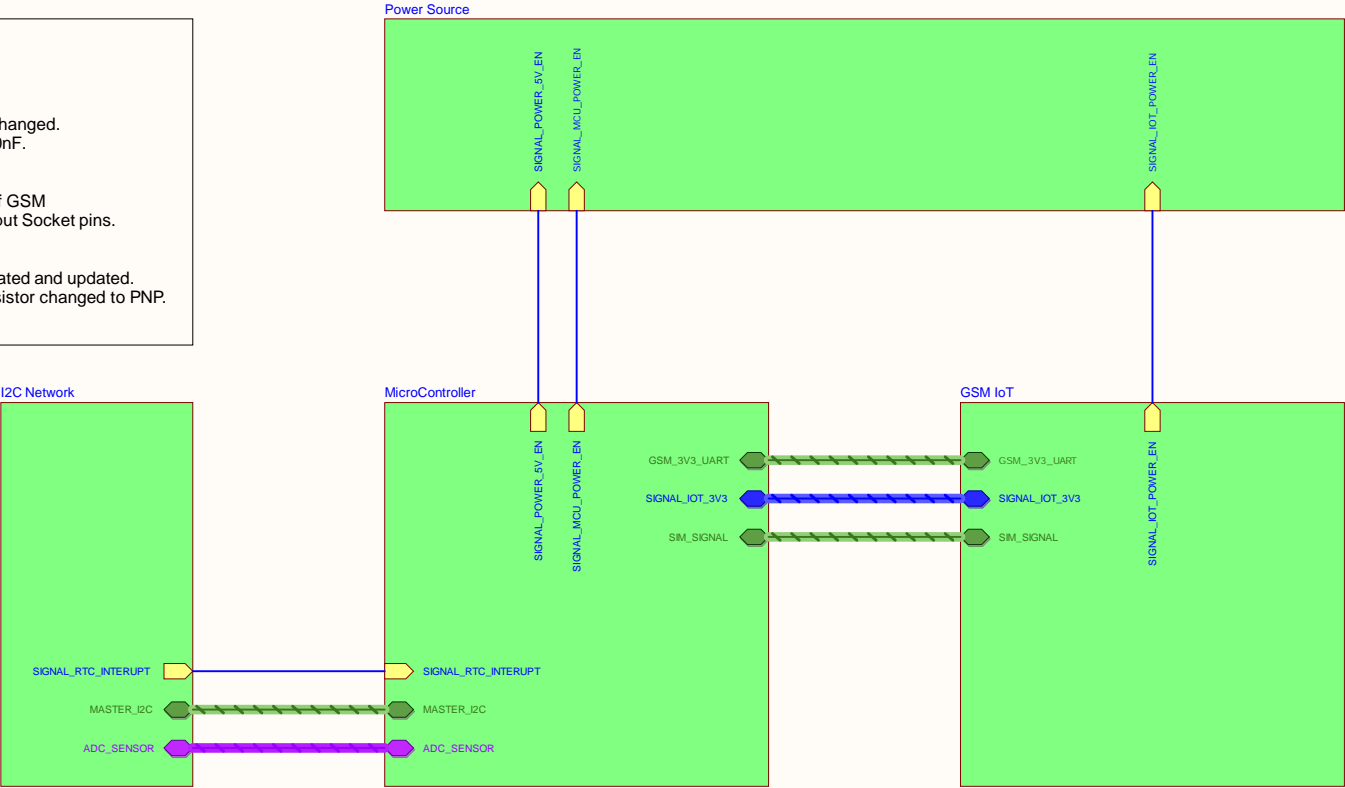 Power Source
SIGNAL_POWER_5V_EN
SIGNAL_MCU_POWER_EN
SIGNAL_IOT_POWER_EN
hanged.
nF.
GSM
out Socket pins.
ated and updated.
sistor changed to PNP.
I2C Network
SIGNAL_RTC_INTERUPT
MASTER_I2C
ADC_SENSOR
MicroController
SIGNAL_POWER_5V_EN
SIGNAL_MCU_POWER_EN
GSM_3V3_UART
SIGNAL_IOT_3V3
SIM_SIGNAL
SIGNAL_RTC_INTERUPT
MASTER_I2C
ADC_SENSOR
GSM IoT
GSM_3V3_UART
SIGNAL_IOT_3V3
SIM_SIGNAL
SIGNAL_IOT_POWER_EN